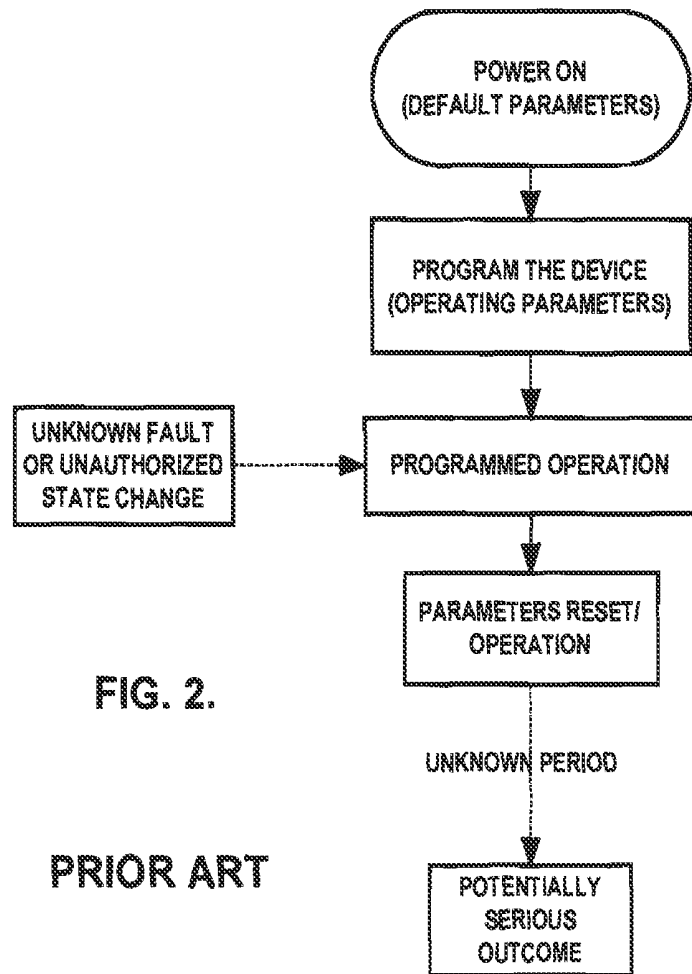 POWER ON
(DEFAULT PARAMETERS)
PROGRAM THE DEVICE
(OPERATING PARAMETERS)
UNKNOWN FAULT
OR UNAUTHORIZED
STATE CHANGE
PROGRAMMED OPERATION
PARAMETERS RESET/
OPERATION
FIG. 2.
UNKNOWN PERIOD
PRIOR ART
POTENTIALLY
SERIOUS
OUTCOME